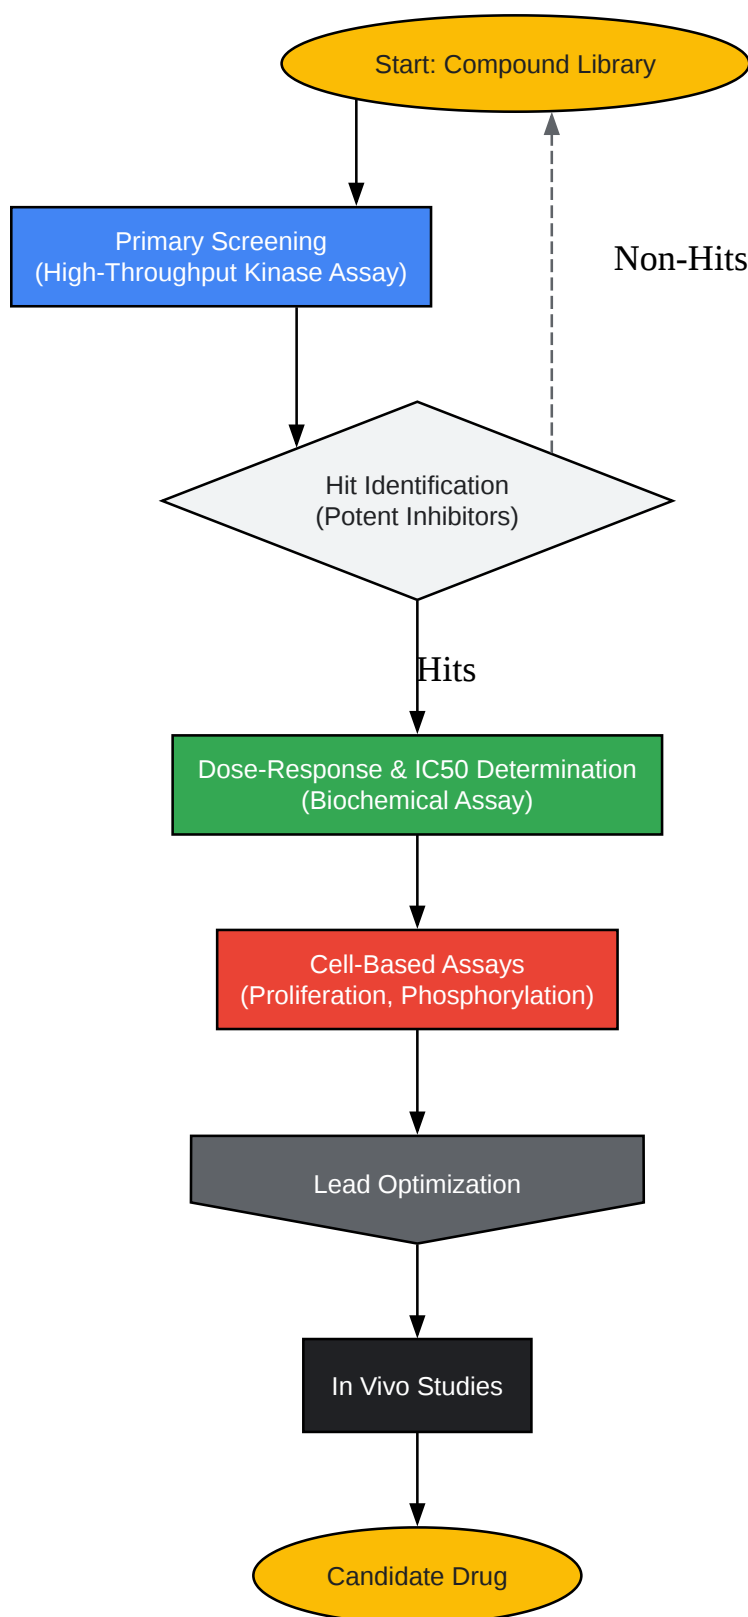 Start: Compound Library
Primary Screening
(High-Throughput Kinase Assay)
Non-Hits
Hit Identification
(Potent Inhibitors)
Hits
Dose-Response & IC50 Determination
(Biochemical Assay)
Cell-Based Assays
(Proliferation, Phosphorylation)
Lead Optimization
In Vivo Studies
Candidate Drug